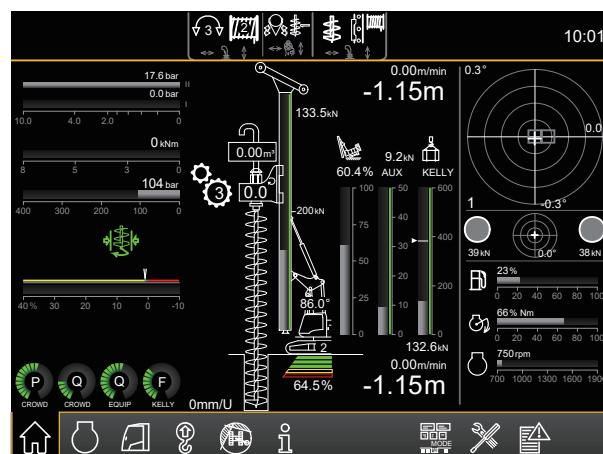 3 2
10:01
17.6 bar
II
0.0 bar
I
10.0 4.0 2.0 0
0 kNm
8 5 3 0
104 bar
400 300 200 100 0
40 % 30 20 10 0 -10
P Q Q F
CROWD CROWD EQUIP KELLY
0mm/U
0.00m/min
-1.15m
133.5kN
0.00m³
3
0.0
200kN
86.0°
2
64.5%
60.4%
9.2kN
AUX KELLY
100 50 600
75 40
30 400
50
20 200
25 10
0 0 0
132.6kN
0.00m/min
-1.15m
0.3°
0.0
-0.3°
1
39kN
0.0°
38kN
23%
0 20 40 60 80 100
66% Nm
0 20 40 60 80 100
750rpm
700 1000 1300 1600 1900
i
MODE